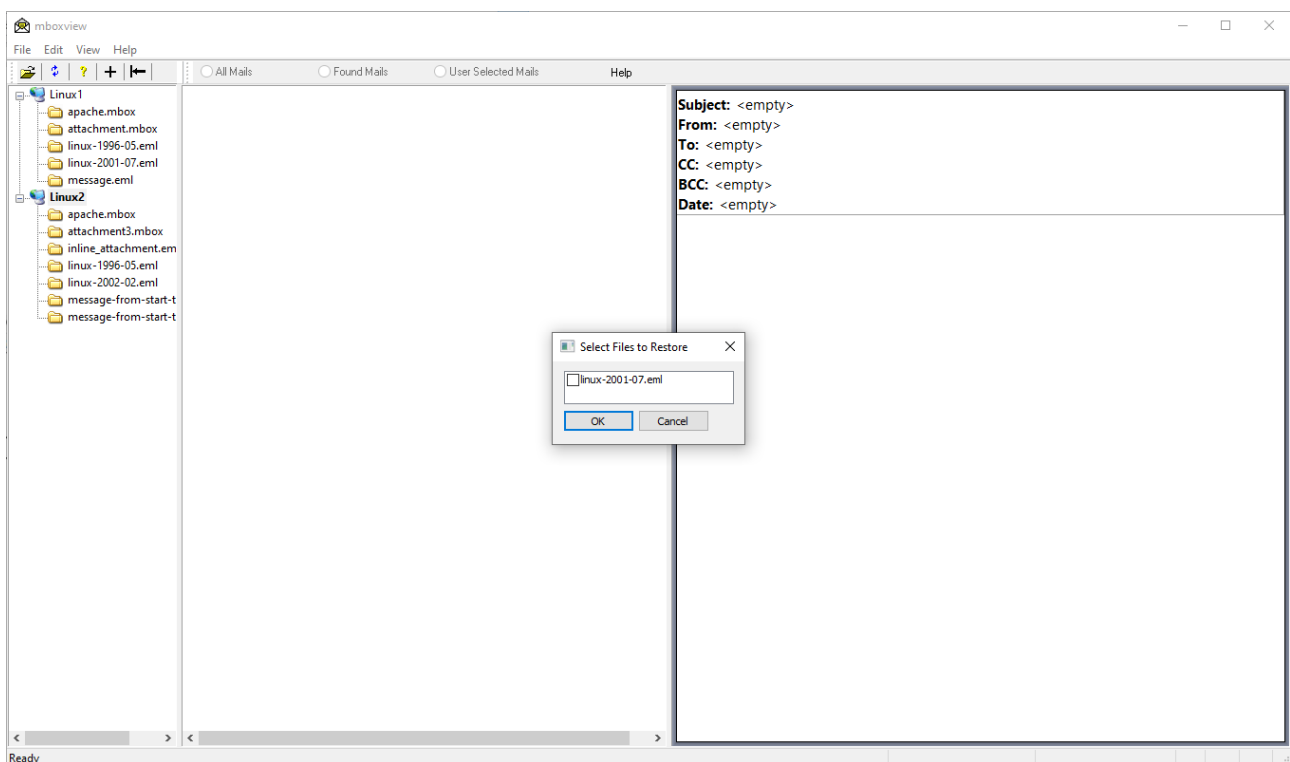 mboxview
File Edit View Help
All Mails Found Mails User Selected Mails Help
Linux1
apache.mbox
attachment.mbox
linux-1996-05.eml
linux-2001-07.eml
message.eml
Linux2
apache.mbox
attachment3.mbox
inline_attachment.em
linux-1996-05.eml
linux-2002-02.eml
message-from-start-t
message-from-start-t
Subject: <empty>
From: <empty>
To: <empty>
CC: <empty>
BCC: <empty>
Date: <empty>
Select Files to Restore
linux-2001-07.eml
OK Cancel
Ready